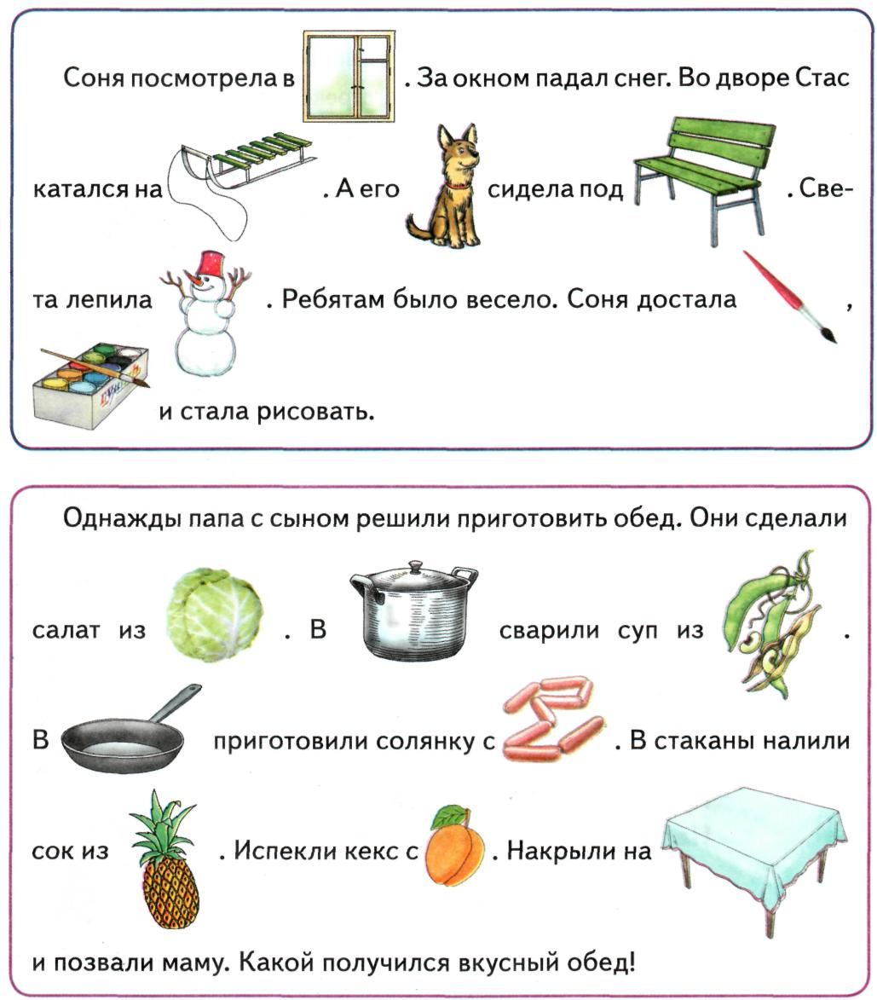 Соня посмотрела в . За окном падал снег. Во дворе Стас
катался на . А его сидела под . Све-
та лепила . Ребятам было весело. Соня достала ,
и стала рисовать.
Однажды папа с сыном решили приготовить обед. Они сделали
салат из . В сварили суп из .
В приготовили солянку с . В стаканы налили
сок из . Испекли кекс с . Накрыли на
и позвали маму. Какой получился вкусный обед!